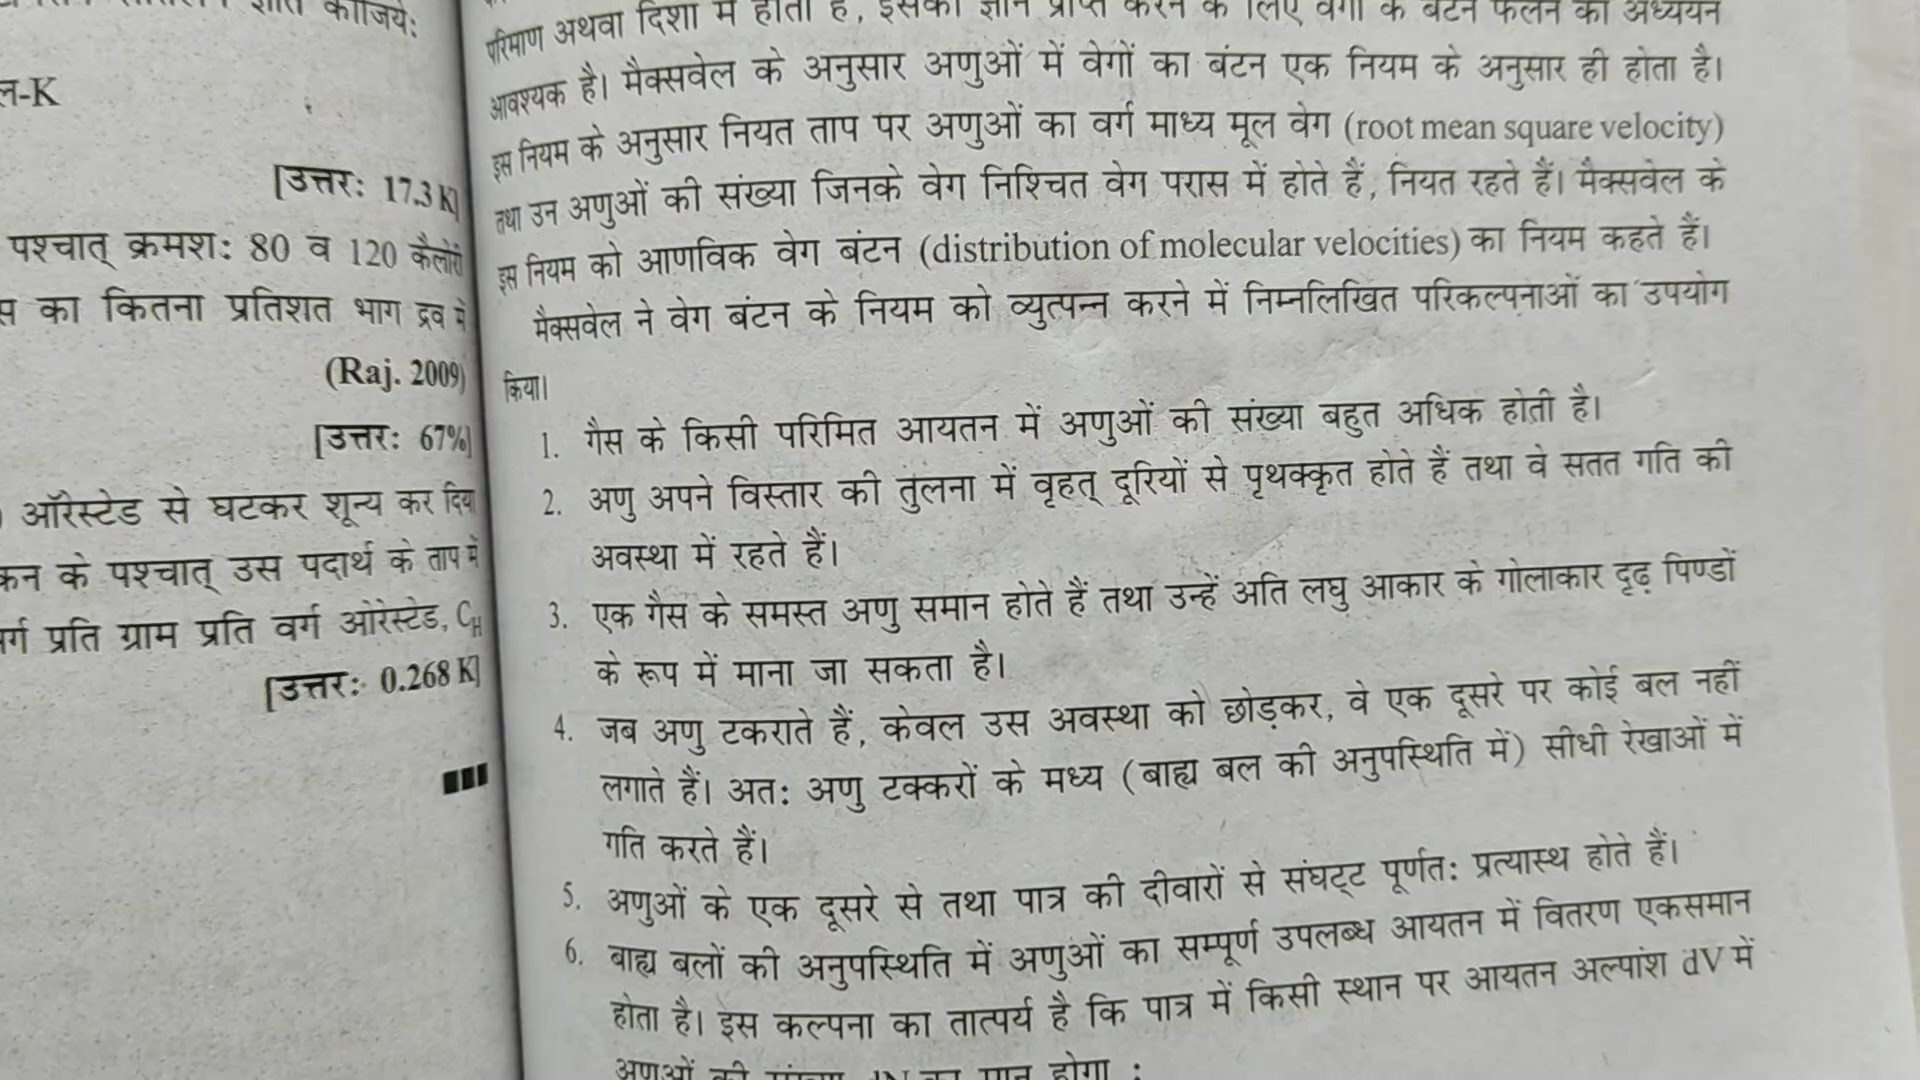 ज्ञात कीजिये:
-K
[उत्तर: 17.3 K]
पश्चात् क्रमश: 80 व 120 कैलोरी
का कितना प्रतिशत भाग द्रव में
(Raj. 2009)
[उत्तर: 67%]
ऑरेस्टेड से घटकर शून्य कर दिया
के पश्चात् उस पदार्थ के ताप में
प्रति ग्राम प्रति वर्ग ओरेस्टेड, CH
[उत्तर: 0.268 K]
परिमाण अथवा दिशा में होता है, इसका ज्ञान प्राप्त करने के लिए वेगों के बंटन फलन का अध्ययन
आवश्यक है। मैक्सवेल के अनुसार अणुओं में वेगों का बंटन एक नियम के अनुसार ही होता है।
इस नियम के अनुसार नियत ताप पर अणुओं का वर्ग माध्य मूल वेग (root mean square velocity)
तथा उन अणुओं की संख्या जिनके वेग निश्चित वेग परास में होते हैं, नियत रहते हैं। मैक्सवेल के
इस नियम को आणविक वेग बंटन (distribution of molecular velocities) का नियम कहते हैं।
मैक्सवेल ने वेग बंटन के नियम को व्युत्पन्न करने में निम्नलिखित परिकल्पनाओं का उपयोग
किया।
1. गैस के किसी परिमित आयतन में अणुओं की संख्या बहुत अधिक होती है।
2. अणु अपने विस्तार की तुलना में वृहत् दूरियों से पृथक्कृत होते हैं तथा वे सतत गति की
अवस्था में रहते हैं।
3. एक गैस के समस्त अणु समान होते हैं तथा उन्हें अति लघु आकार के गोलाकार दृढ़ पिण्डों
के रूप में माना जा सकता है।
4. जब अणु टकराते हैं, केवल उस अवस्था को छोड़कर, वे एक दूसरे पर कोई बल नहीं
लगाते हैं। अत: अणु टक्करों के मध्य (बाह्य बल की अनुपस्थिति में) सीधी रेखाओं में
गति करते हैं।
5. अणुओं के एक दूसरे से तथा पात्र की दीवारों से संघट्ट पूर्णत: प्रत्यास्थ होते हैं।
6. बाह्य बलों की अनुपस्थिति में अणुओं का सम्पूर्ण उपलब्ध आयतन में वितरण एकसमान
होता है। इस कल्पना का तात्पर्य है कि पात्र में किसी स्थान पर आयतन अल्पांश dV में
अणुओं की संख्या dN का मान होगा :